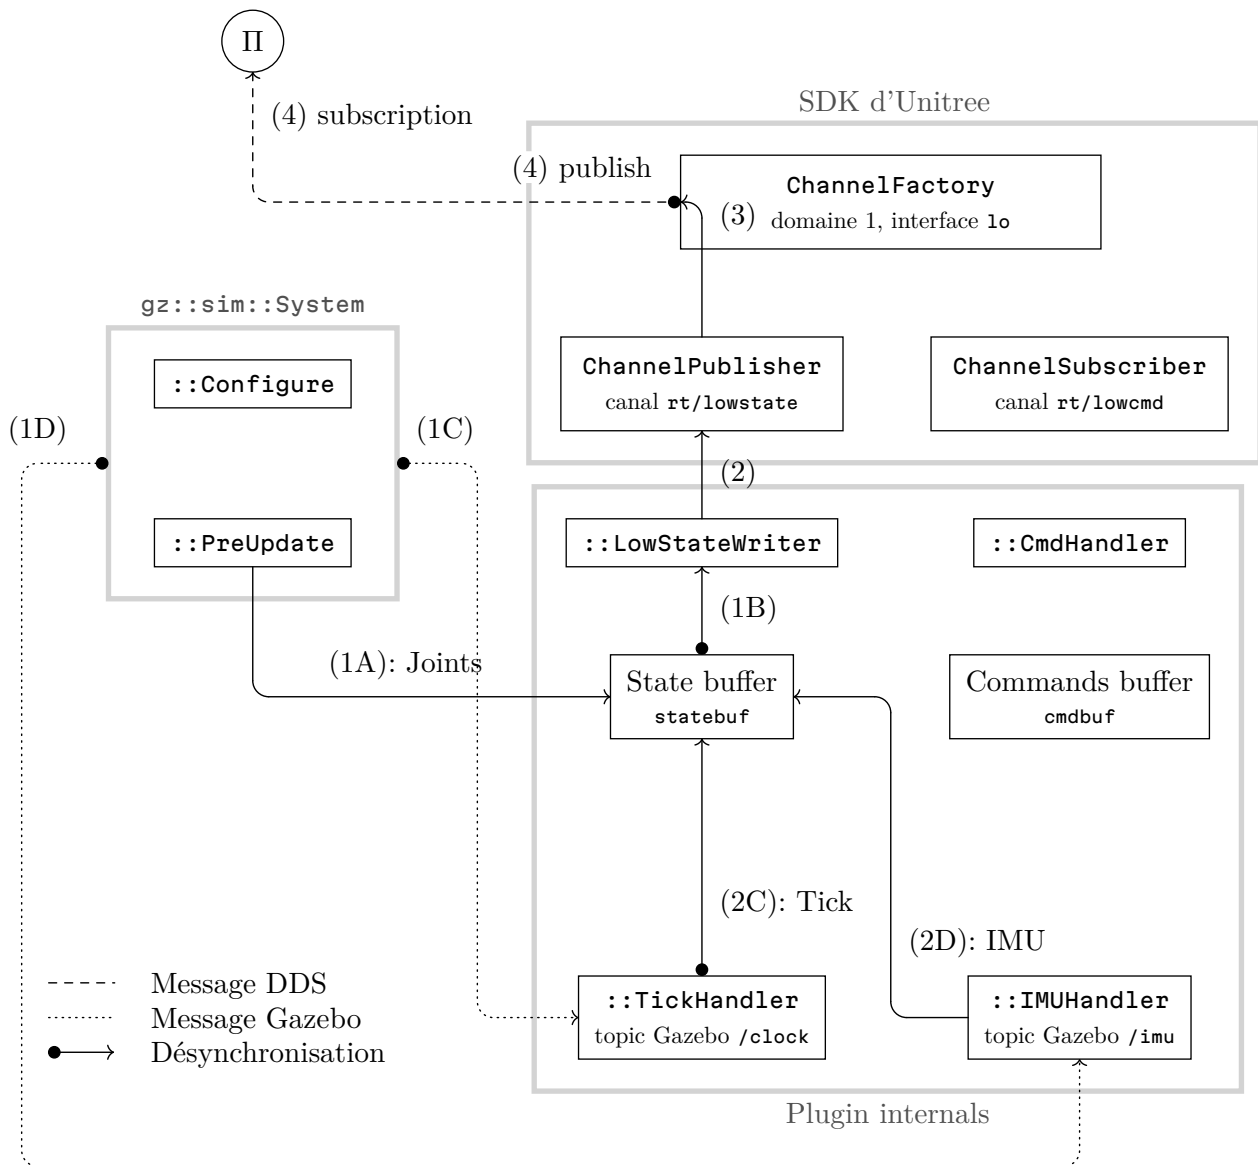 Π
(4) subscription
SDK d'Unitree
(4) publish
ChannelFactory
(3)
domaine 1, interface lo
gz::sim::System
::Configure
ChannelPublisher
canal rt/lowstate
ChannelSubscriber
canal rt/lowcmd
(1D)
(1C)
(2)
::PreUpdate
::LowStateWriter
::CmdHandler
(1B)
(1A): Joints
State buffer
statebuf
Commands buffer
cmdbuf
(2C): Tick
(2D): IMU
Message DDS
Message Gazebo
Désynchronisation
::TickHandler
topic Gazebo /clock
::IMUHandler
topic Gazebo /imu
Plugin internals